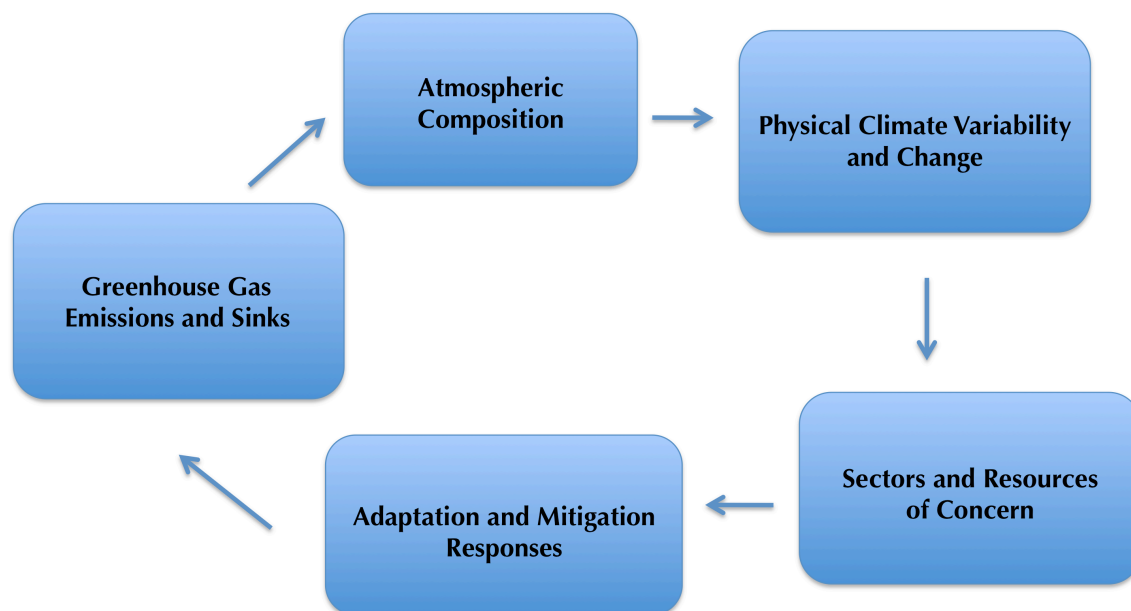 Atmospheric
Composition
Physical Climate Variability
and Change
Greenhouse Gas
Emissions and Sinks
Sectors and Resources
of Concern
Adaptation and Mitigation
Responses